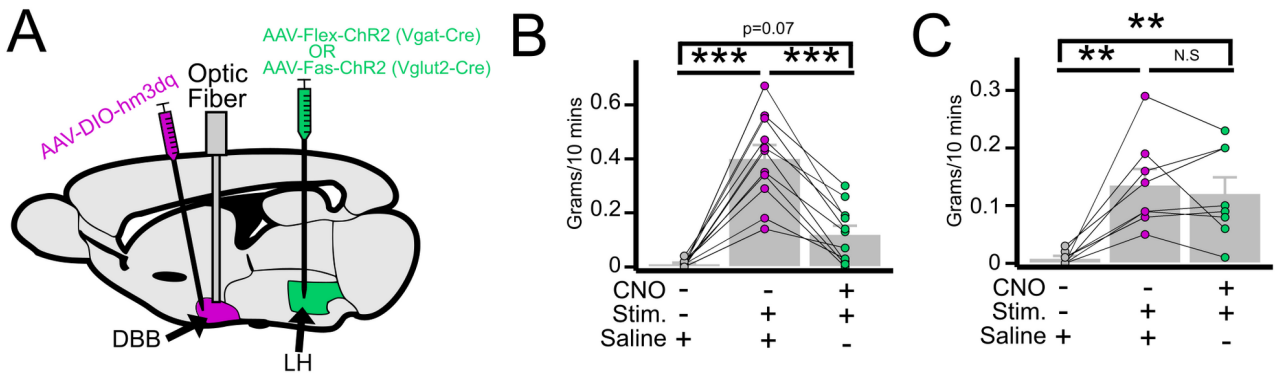 A
AAV-Flex-ChR2 (Vgat-Cre)
OR
AAV-Fas-ChR2 (Vglut2-Cre)
Optic
Fiber
AAV-DIO-hm3dq
DBB
LH
B
p=0.07
*** ***
Grams/10 mins
0.6
0.4
0.2
0
CNO - - +
Stim. - + +
Saline + + -
C
**
** N.S
Grams/10 mins
0.3
0.2
0.1
0
CNO - - +
Stim. - + +
Saline + + -